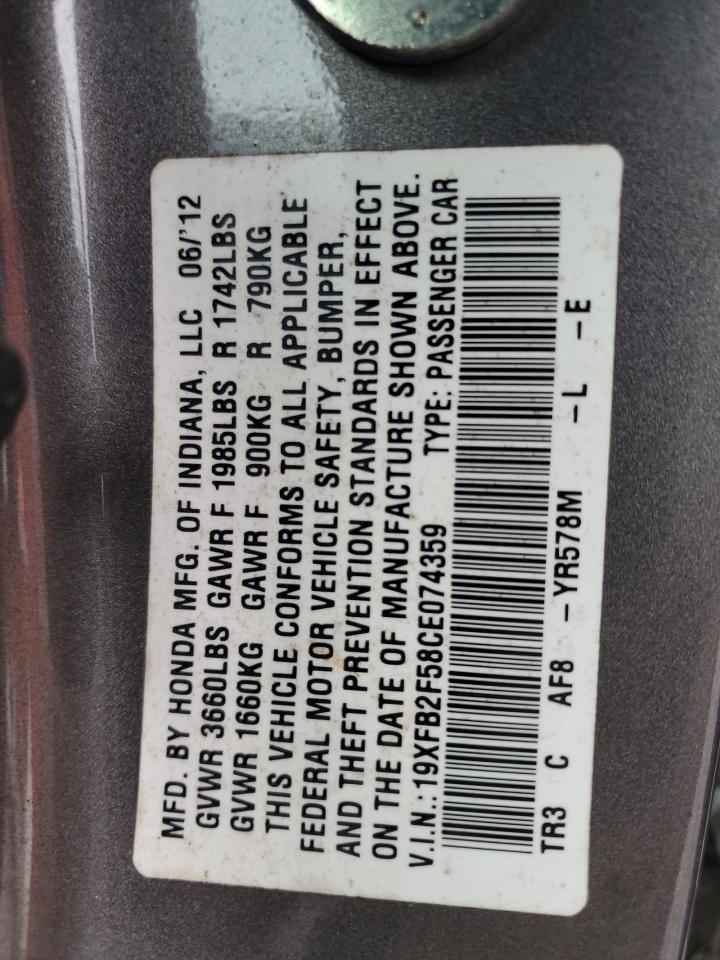 MFD. BY HONDA MFG. OF INDIANA, LLC 06/'12
GVWR 3660LBS GAWR F 1985LBS R 1742LBS
GVWR 1660KG GAWR F 900KG R 790KG
THIS VEHICLE CONFORMS TO ALL APPLICABLE
FEDERAL MOTOR VEHICLE SAFETY, BUMPER,
AND THEFT PREVENTION STANDARDS IN EFFECT
ON THE DATE OF MANUFACTURE SHOWN ABOVE.
V.I.N.: 19XFB2F58CE074359 TYPE: PASSENGER CAR
TR3 C AF8 - YR578M -L -E